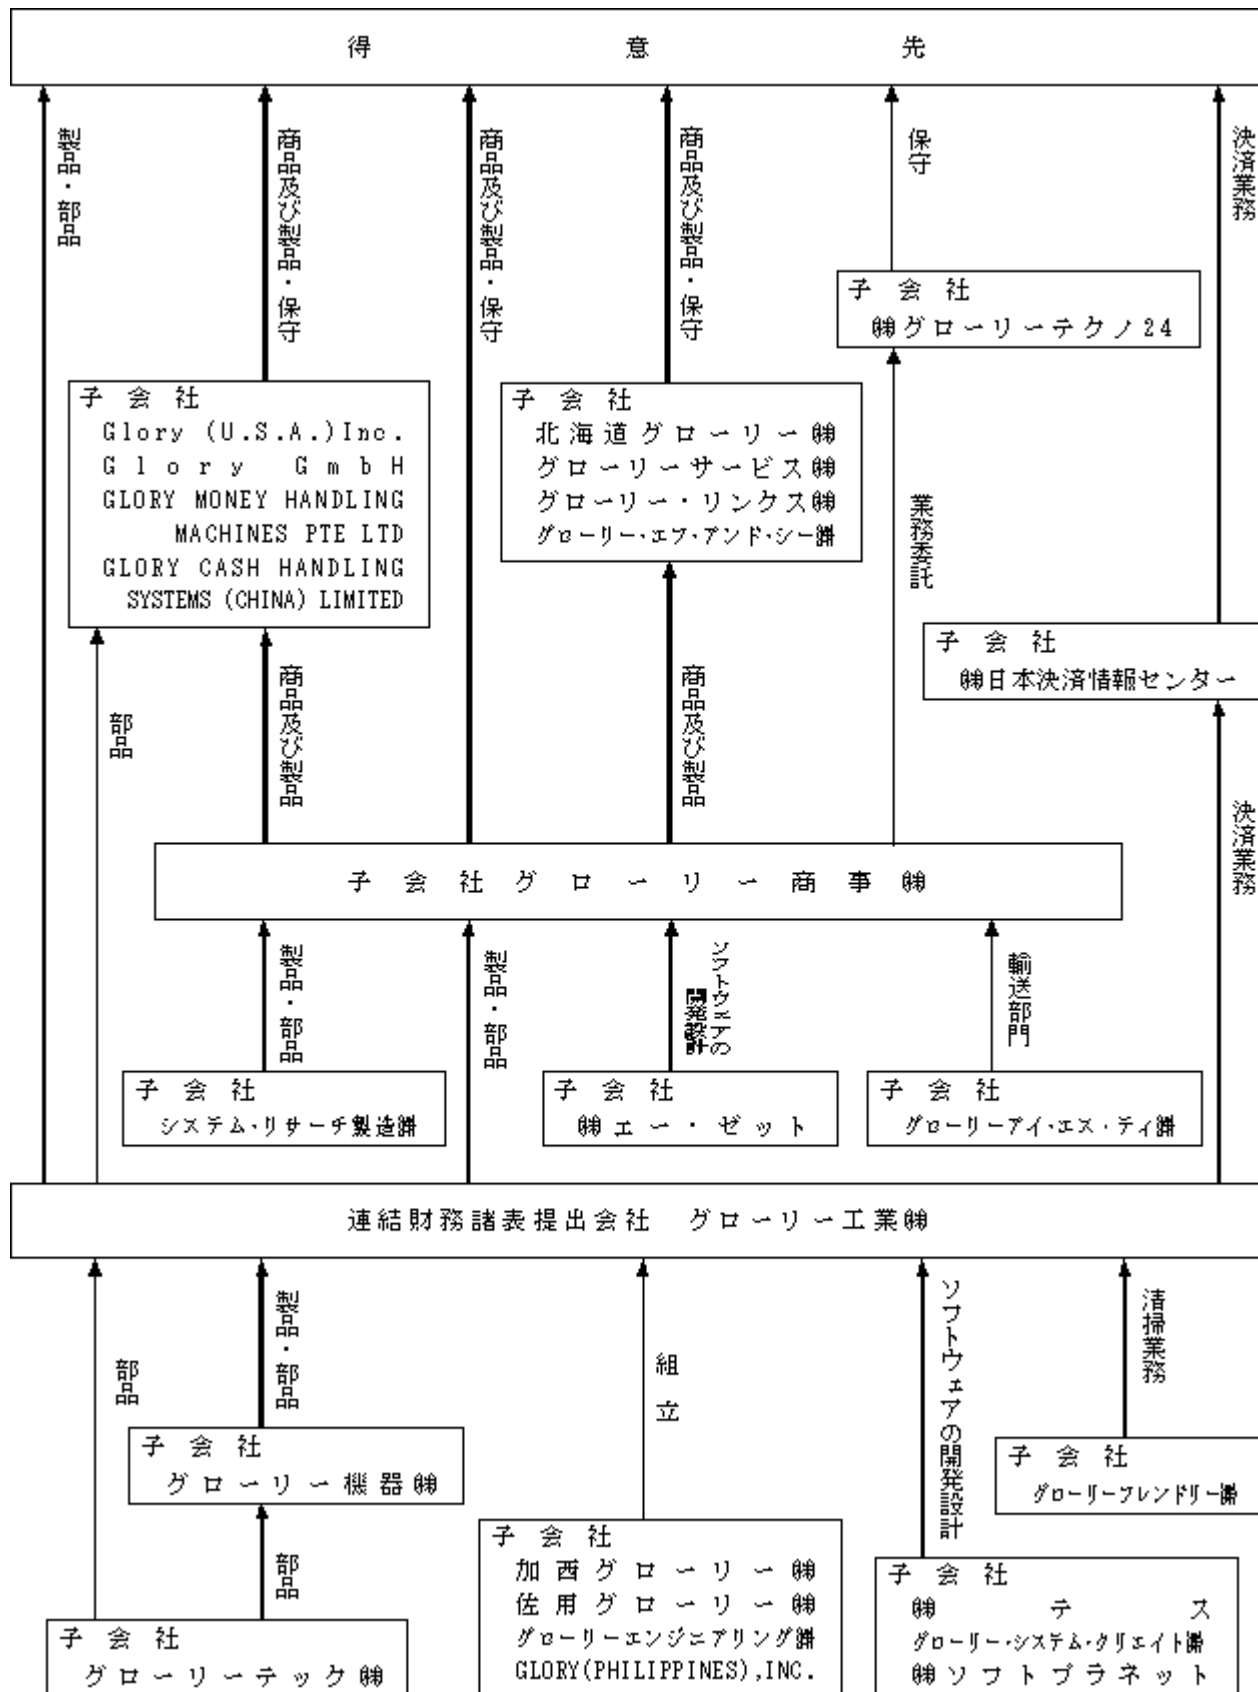 得意先
製品・部品
商品及び製品・保守
商品及び製品・保守
商品及び製品・保守
保守
決済業務
子会社
㈱グローリーテクノ24
子会社
Glory (U.S.A.)Inc.
Glory GmbH
GLORY MONEY HANDLING
MACHINES PTE LTD
GLORY CASH HANDLING
SYSTEMS (CHINA) LIMITED
子会社
北海道グローリー㈱
グローリーサービス㈱
グローリー・リンクス㈱
グローリー・エフ・アンド・シー㈱
業務委託
子会社
㈱日本決済情報センター
部品
商品及び製品
商品及び製品
決済業務
子会社グローリー商事㈱
製品・部品
製品・部品
ソフトウェアの
開発設計
輸送部門
子会社
システム・リサーチ製造㈱
子会社
㈱エー・ゼット
子会社
グローリーアイ・エス・ティ㈱
連結財務諸表提出会社 グローリー工業㈱
部品
製品・部品
組立
ソフトウェアの開発設計
清掃業務
子会社
グローリー機器㈱
子会社
グローリーフレンドリー㈱
部品
子会社
加西グローリー㈱
佐用グローリー㈱
グローリーエンジニアリング㈱
GLORY(PHILIPPINES),INC.
子会社
㈱テス
グローリー・システム・クリエイト㈱
㈱ソフトプラネット
子会社
グローリーテック㈱